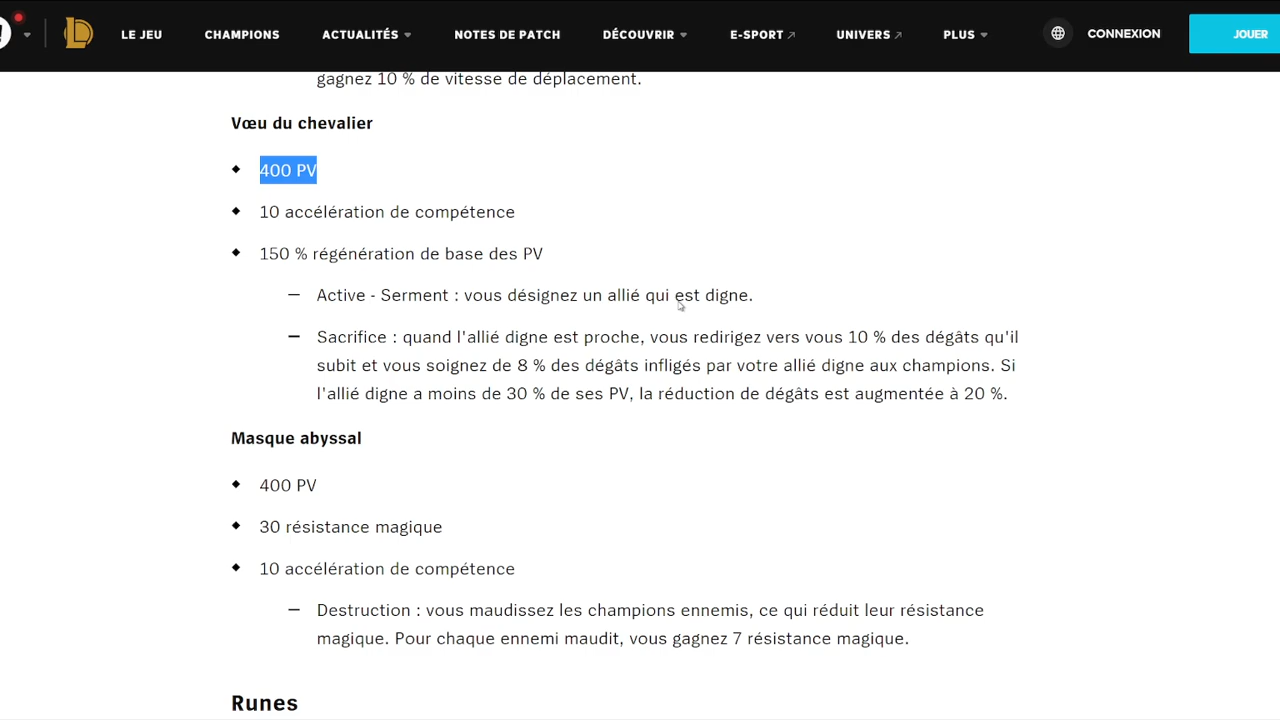 LE JEU CHAMPIONS ACTUALITÉS NOTES DE PATCH DÉCOUVRIR E-SPORT UNIVERS PLUS CONNEXION JOUER
gagnez 10 % de vitesse de déplacement.
Vœu du chevalier
400 PV
10 accélération de compétence
150 % régénération de base des PV
Active - Serment : vous désignez un allié qui est digne.
Sacrifice : quand l'allié digne est proche, vous redirigez vers vous 10 % des dégâts qu'il
subit et vous soignez de 8 % des dégâts infligés par votre allié digne aux champions. Si
l'allié digne a moins de 30 % de ses PV, la réduction de dégâts est augmentée à 20 %.
Masque abyssal
400 PV
30 résistance magique
10 accélération de compétence
Destruction : vous maudissez les champions ennemis, ce qui réduit leur résistance
magique. Pour chaque ennemi maudit, vous gagnez 7 résistance magique.
Runes